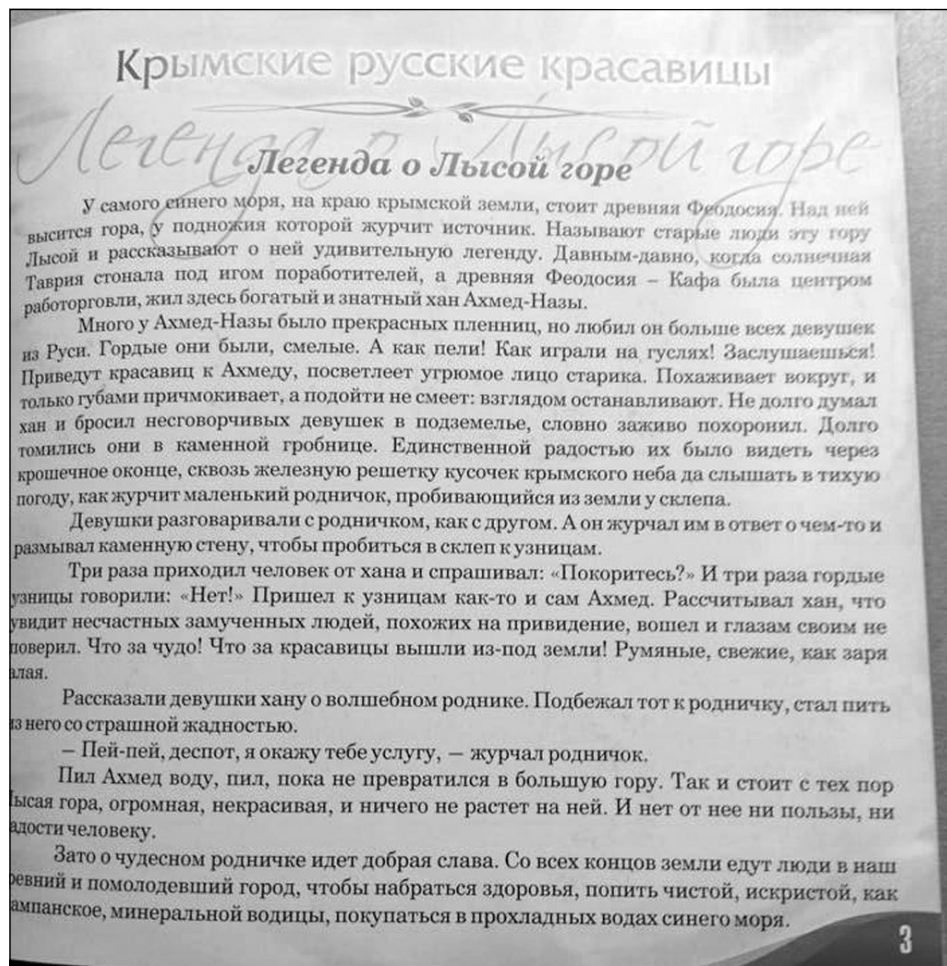 Крымские русские красавицы
Легенда о Лысой горе
Легенда о Лысой горе
У самого синего моря, на краю крымской земли, стоит древняя Феодосия. Над ней
высится гора, у подножия которой журчит источник. Называют старые люди эту гору
Лысой и рассказывают о ней удивительную легенду. Давным-давно, когда солнечная
Таврия стонала под игом поработителей, а древняя Феодосия – Кафа была центром
работорговли, жил здесь богатый и знатный хан Ахмед-Назы.
Много у Ахмед-Назы было прекрасных пленниц, но любил он больше всех девушек
из Руси. Гордые они были, смелые. А как пели! Как играли на гуслях! Заслушаешься!
Приведут красавиц к Ахмеду, посветлеет угрюмое лицо старика. Похаживает вокруг, и
только губами причмокивает, а подойти не смеет: взглядом останавливают. Не долго думал
хан и бросил несговорчивых девушек в подземелье, словно заживо похоронил. Долго
томились они в каменной гробнице. Единственной радостью их было видеть через
крошечное оконце, сквозь железную решетку кусочек крымского неба да слышать в тихую
погоду, как журчит маленький родничок, пробивающийся из земли у склепа.
Девушки разговаривали с родничком, как с другом. А он журчал им в ответ о чем-то и
размывал каменную стену, чтобы пробиться в склеп к узницам.
Три раза приходил человек от хана и спрашивал: «Покоритесь?» И три раза гордые
узницы говорили: «Нет!» Пришел к узницам как-то и сам Ахмед. Рассчитывал хан, что
увидит несчастных замученных людей, похожих на привидение, вошел и глазам своим не
поверил. Что за чудо! Что за красавицы вышли из-под земли! Румяные, свежие, как заря
алая.
Рассказали девушки хану о волшебном роднике. Подбежал тот к родничку, стал пить
из него со страшной жадностью.
– Пей-пей, деспот, я окажу тебе услугу, – журчал родничок.
Пил Ахмед воду, пил, пока не превратился в большую гору. Так и стоит с тех пор
Лысая гора, огромная, некрасивая, и ничего не растет на ней. И нет от нее ни пользы, ни
адости человеку.
Зато о чудесном родничке идет добрая слава. Со всех концов земли едут люди в наш
ревний и помолодевший город, чтобы набраться здоровья, попить чистой, искристой, как
ампанское, минеральной водицы, покупаться в прохладных водах синего моря.
3